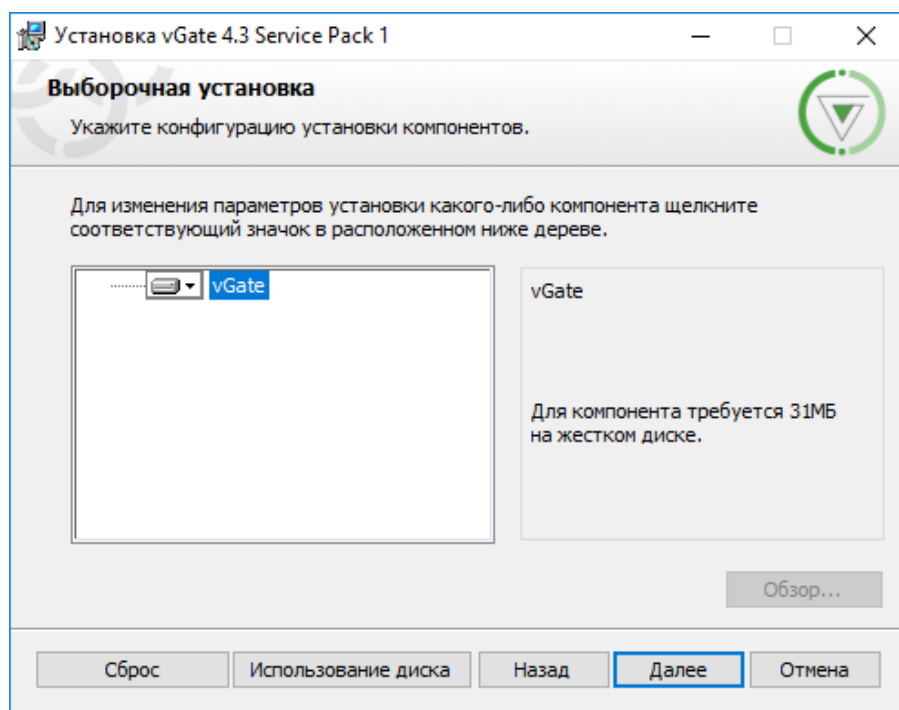 Установка vGate 4.3 Service Pack 1
Выборочная установка
Укажите конфигурацию установки компонентов.
Для изменения параметров установки какого-либо компонента щелкните
соответствующий значок в расположенном ниже дереве.
vGate
vGate
Для компонента требуется 31МБ
на жестком диске.
Обзор...
Сброс
Использование диска
Назад
Далее
Отмена